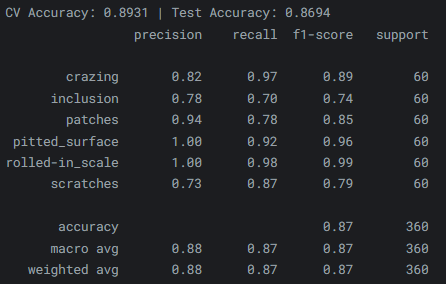 CV Accuracy: 0.8931 | Test Accuracy: 0.8694
precision recall f1-score support
crazing 0.82 0.97 0.89 60
inclusion 0.78 0.70 0.74 60
patches 0.94 0.78 0.85 60
pitted_surface 1.00 0.92 0.96 60
rolled-in_scale 1.00 0.98 0.99 60
scratches 0.73 0.87 0.79 60
accuracy 0.87 360
macro avg 0.88 0.87 0.87 360
weighted avg 0.88 0.87 0.87 360